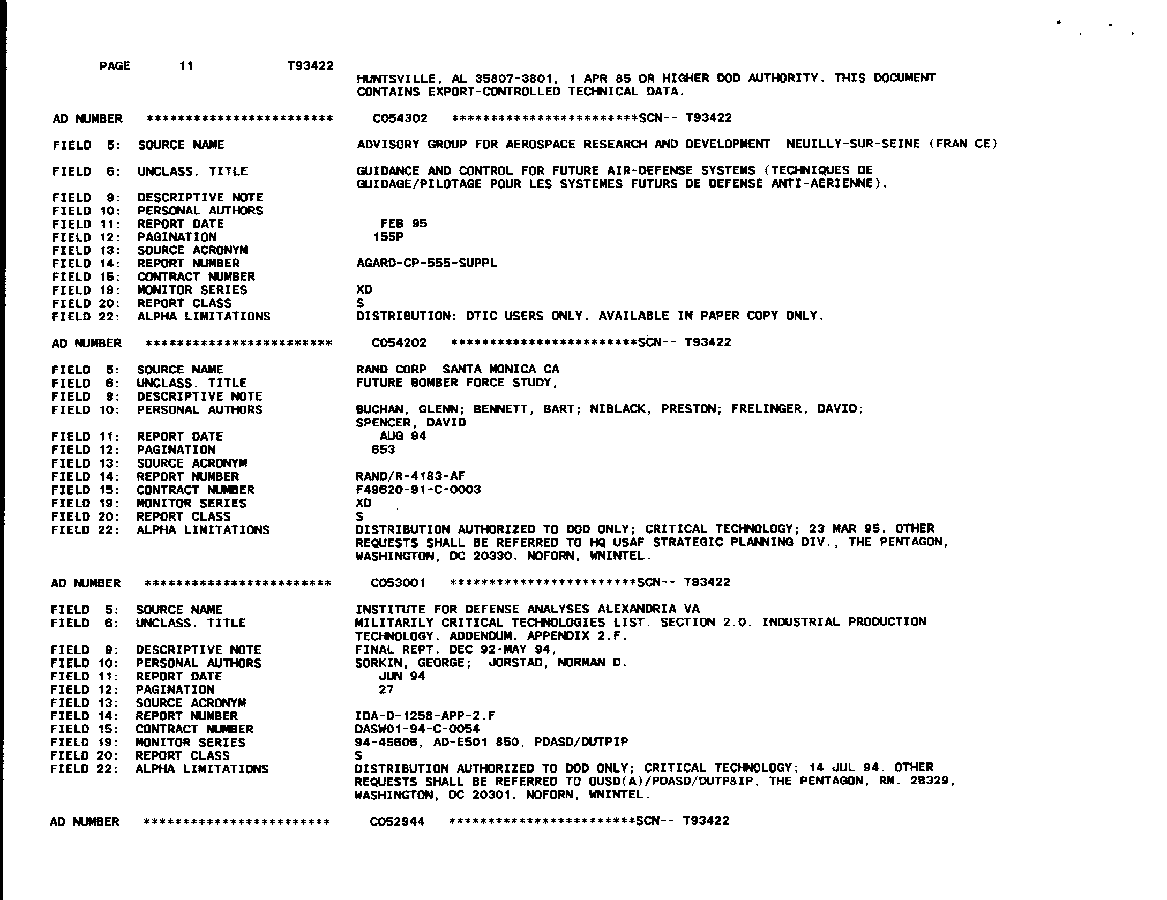 PAGE 11 T93422
HUNTSVILLE, AL 35807-3801, 1 APR 85 OR HIGHER DOD AUTHORITY. THIS DOCUMENT
CONTAINS EXPORT-CONTROLLED TECHNICAL DATA.
AD NUMBER ************************ C054302 ************************SCN-- T93422
FIELD 5: SOURCE NAME ADVISORY GROUP FOR AEROSPACE RESEARCH AND DEVELOPMENT NEUILLY-SUR-SEINE (FRAN CE)
FIELD 6: UNCLASS. TITLE GUIDANCE AND CONTROL FOR FUTURE AIR-DEFENSE SYSTEMS (TECHNIQUES DE
GUIDAGE/PILOTAGE POUR LES SYSTEMES FUTURS DE DEFENSE ANTI-AERIENNE).
FIELD 9: DESCRIPTIVE NOTE
FIELD 10: PERSONAL AUTHORS
FIELD 11: REPORT DATE FEB 95
FIELD 12: PAGINATION 155P
FIELD 13: SOURCE ACRONYM
FIELD 14: REPORT NUMBER AGARD-CP-555-SUPPL
FIELD 15: CONTRACT NUMBER
FIELD 19: MONITOR SERIES XD
FIELD 20: REPORT CLASS S
FIELD 22: ALPHA LIMITATIONS DISTRIBUTION: DTIC USERS ONLY. AVAILABLE IN PAPER COPY ONLY.
AD NUMBER ************************ C054202 ************************SCN-- T93422
FIELD 5: SOURCE NAME RAND CORP SANTA MONICA CA
FIELD 6: UNCLASS. TITLE FUTURE BOMBER FORCE STUDY,
FIELD 9: DESCRIPTIVE NOTE
FIELD 10: PERSONAL AUTHORS BUCHAN, GLENN; BENNETT, BART; NIBLACK, PRESTON; FRELINGER, DAVID;
SPENCER, DAVID
FIELD 11: REPORT DATE AUG 94
FIELD 12: PAGINATION 653
FIELD 13: SOURCE ACRONYM
FIELD 14: REPORT NUMBER RAND/R-4183-AF
FIELD 15: CONTRACT NUMBER F49620-91-C-0003
FIELD 19: MONITOR SERIES XD
FIELD 20: REPORT CLASS S
FIELD 22: ALPHA LIMITATIONS DISTRIBUTION AUTHORIZED TO DOD ONLY; CRITICAL TECHNOLOGY; 23 MAR 95. OTHER
REQUESTS SHALL BE REFERRED TO HQ USAF STRATEGIC PLANNING DIV., THE PENTAGON,
WASHINGTON, DC 20330. NOFORN, WNINTEL.
AD NUMBER ************************ C053001 ************************SCN-- T93422
FIELD 5: SOURCE NAME INSTITUTE FOR DEFENSE ANALYSES ALEXANDRIA VA
FIELD 6: UNCLASS. TITLE MILITARILY CRITICAL TECHNOLOGIES LIST. SECTION 2.0. INDUSTRIAL PRODUCTION
TECHNOLOGY. ADDENDUM. APPENDIX 2.F.
FIELD 9: DESCRIPTIVE NOTE FINAL REPT. DEC 92-MAY 94,
FIELD 10: PERSONAL AUTHORS SORKIN, GEORGE; JORSTAD, NORMAN D.
FIELD 11: REPORT DATE JUN 94
FIELD 12: PAGINATION 27
FIELD 13: SOURCE ACRONYM
FIELD 14: REPORT NUMBER IDA-D-1258-APP-2.F
FIELD 15: CONTRACT NUMBER DASW01-94-C-0054
FIELD 19: MONITOR SERIES 94-45606, AD-E501 850, PDASD/DUTPIP
FIELD 20: REPORT CLASS S
FIELD 22: ALPHA LIMITATIONS DISTRIBUTION AUTHORIZED TO DOD ONLY; CRITICAL TECHNOLOGY; 14 JUL 94. OTHER
REQUESTS SHALL BE REFERRED TO OUSD(A)/PDASD/DUTP&IP, THE PENTAGON, RM. 2B329,
WASHINGTON, DC 20301. NOFORN, WNINTEL.
AD NUMBER ************************ C052944 ************************SCN-- T93422